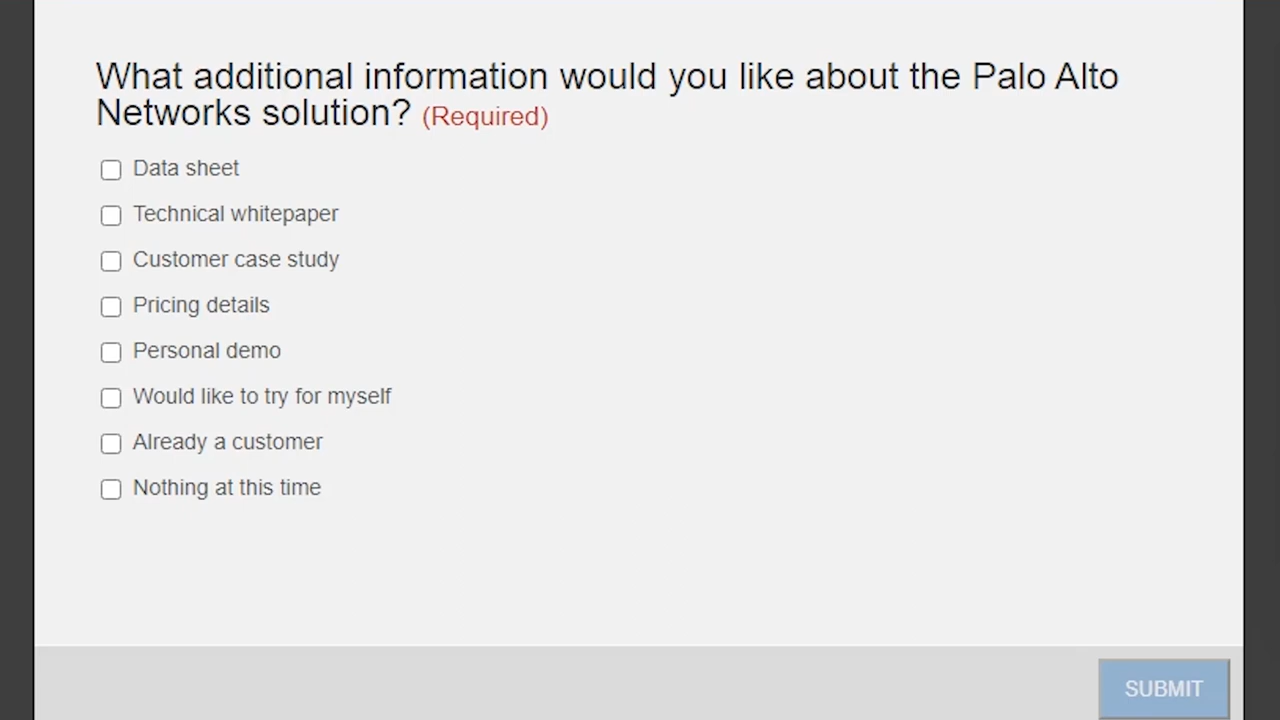 What additional information would you like about the Palo Alto
Networks solution? (Required)
Data sheet
Technical whitepaper
Customer case study
Pricing details
Personal demo
Would like to try for myself
Already a customer
Nothing at this time
SUBMIT